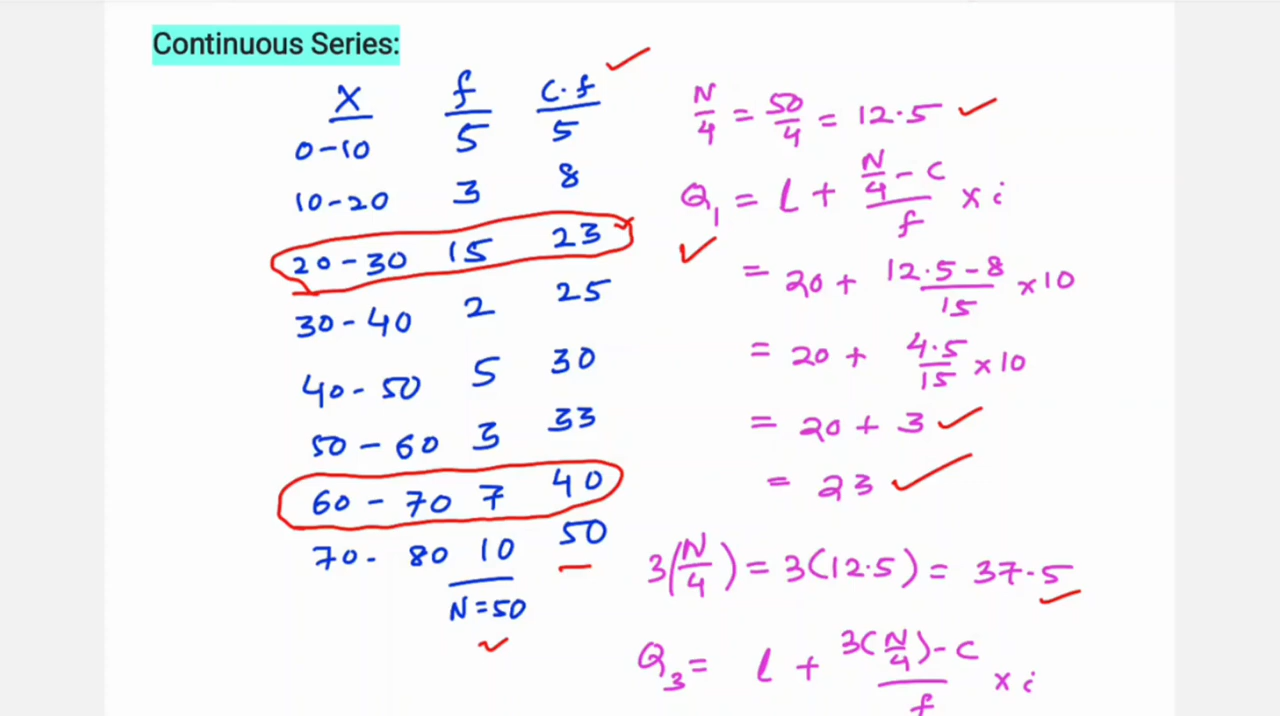 Continuous Series:
X f C.f
0-10 5 5
10-20 3 8
20-30 15 23
30-40 2 25
40-50 5 30
50-60 3 33
60-70 7 40
70-80 10 50
N=50
N/4 = 50/4 = 12.5
Q₁ = l + (N/4 - c)/f × i
= 20 + (12.5-8)/15 × 10
= 20 + 4.5/15 × 10
= 20 + 3
= 23
3(N/4) = 3(12.5) = 37.5
Q₃ = l + (3(N/4) - c)/f × i